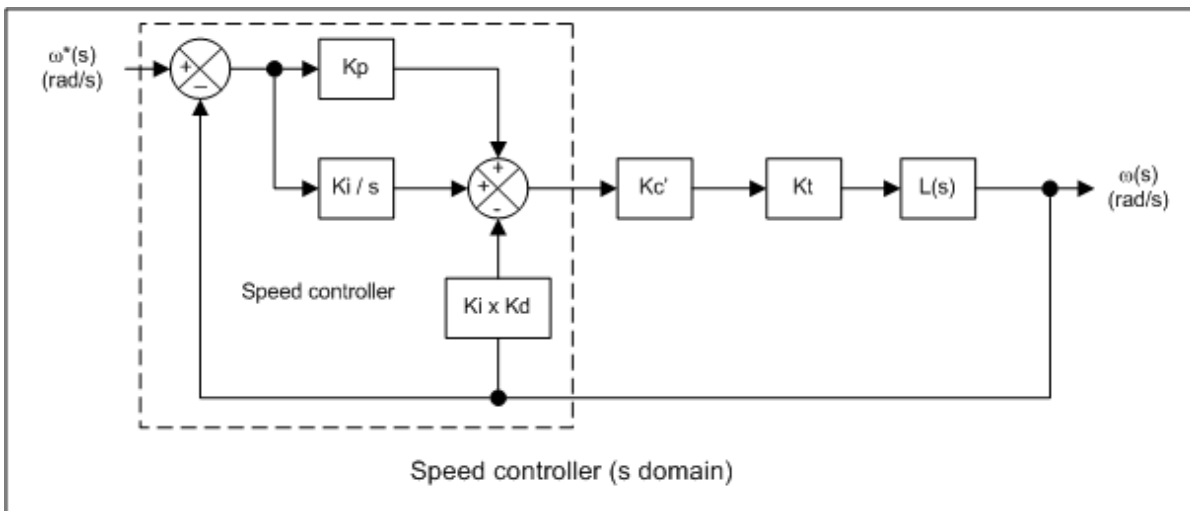 ω*(s)
(rad/s)
+
–
Kp
Ki / s
+
+
-
Kc'
Kt
L(s)
ω(s)
(rad/s)
Speed controller
Ki x Kd
Speed controller (s domain)